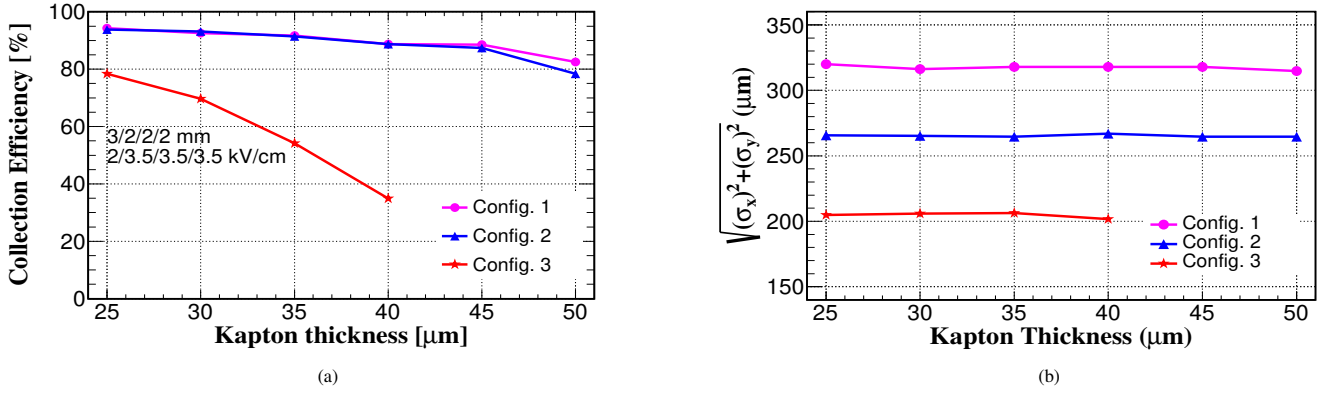 Collection Efficiency [%]
100
80
60
40
20
0
3/2/2/2 mm
2/3.5/3.5/3.5 kV/cm
Config. 1
Config. 2
Config. 3
25 30 35 40 45 50
Kapton thickness [μm]
(a)
√(σx)²+(σy)² (μm)
350
300
250
200
150
Config. 1
Config. 2
Config. 3
25 30 35 40 45 50
Kapton Thickness (μm)
(b)